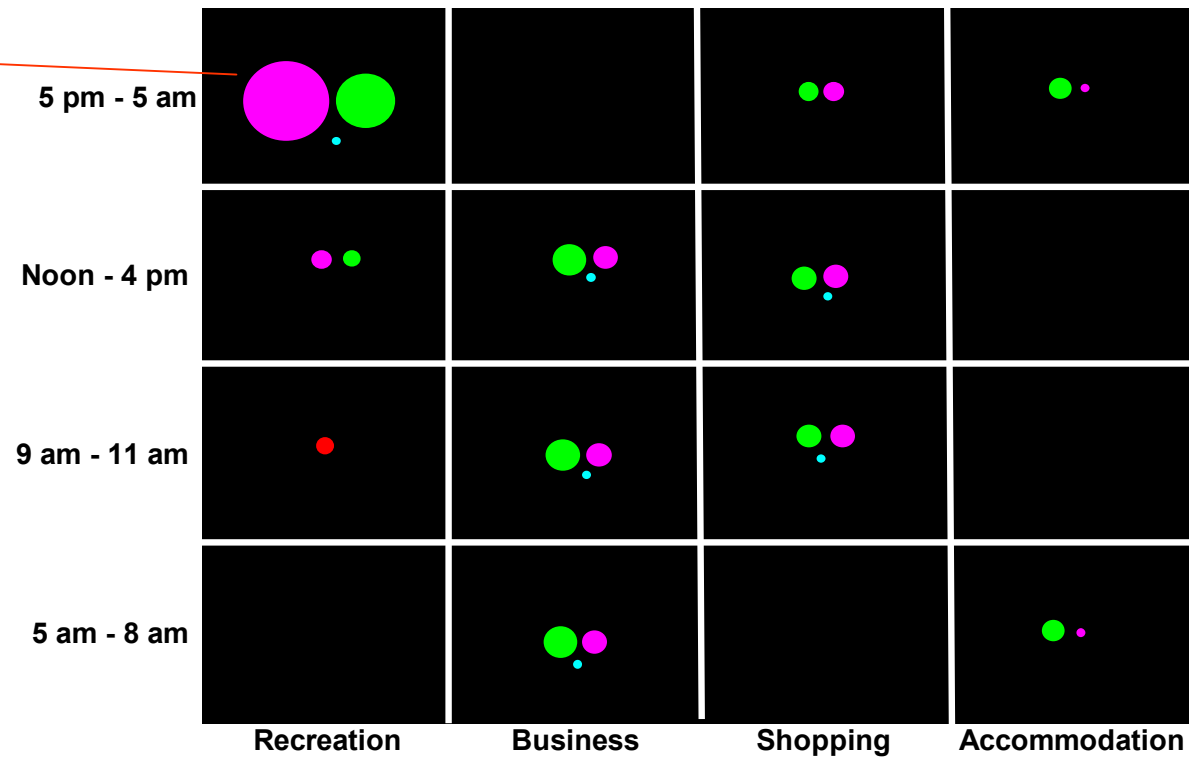 5 pm - 5 am
Noon - 4 pm
9 am - 11 am
5 am - 8 am
Recreation Business Shopping Accommodation